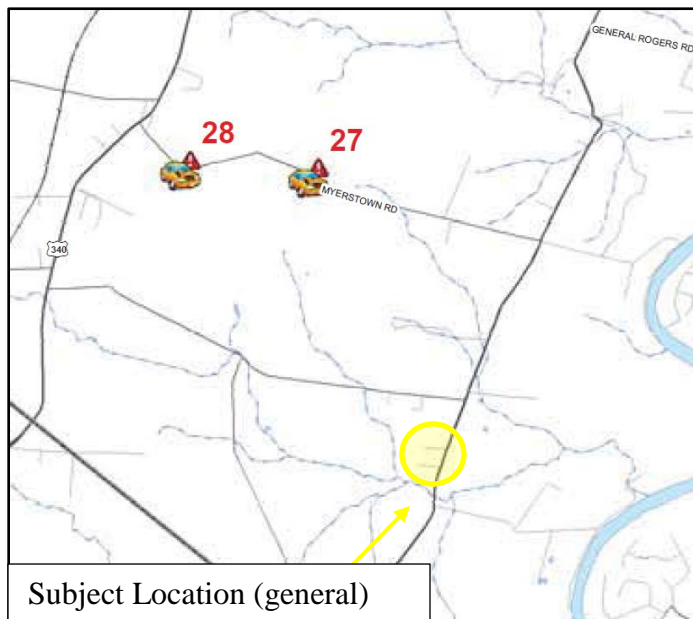 GENERAL ROGERS RD
28
27
MYERSTOWN RD
340
Subject Location (general)